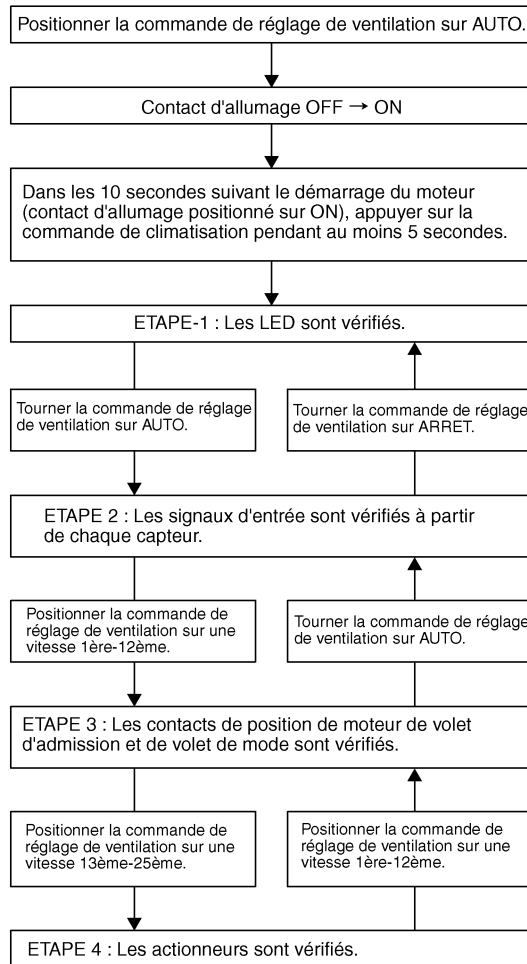 Positionner la commande de réglage de ventilation sur AUTO.
Contact d'allumage OFF → ON
Dans les 10 secondes suivant le démarrage du moteur
(contact d'allumage positionné sur ON), appuyer sur la
commande de climatisation pendant au moins 5 secondes.
ETAPE-1 : Les LED sont vérifiés.
Tourner la commande de réglage
de ventilation sur AUTO.
Tourner la commande de réglage
de ventilation sur ARRET.
ETAPE 2 : Les signaux d'entrée sont vérifiés à partir
de chaque capteur.
Positionner la commande de
réglage de ventilation sur une
vitesse 1ère-12ème.
Tourner la commande de réglage
de ventilation sur AUTO.
ETAPE 3 : Les contacts de position de moteur de volet
d'admission et de volet de mode sont vérifiés.
Positionner la commande de
réglage de ventilation sur une
vitesse 13ème-25ème.
Positionner la commande de
réglage de ventilation sur une
vitesse 1ère-12ème.
ETAPE 4 : Les actionneurs sont vérifiés.